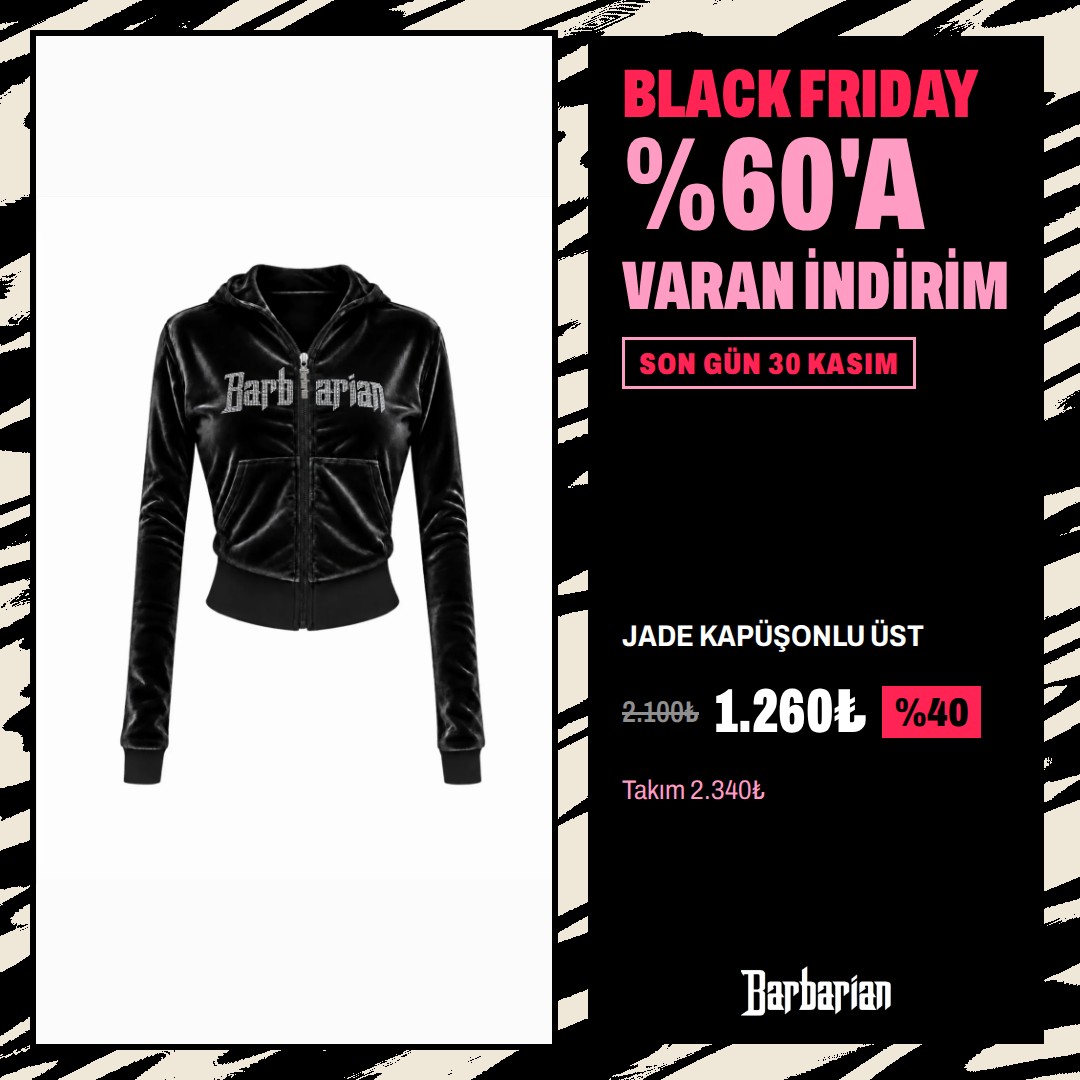 Barbarian
BLACK FRIDAY
%60'A
VARAN İNDİRİM
SON GÜN 30 KASIM
JADE KAPÜŞONLU ÜST
2.100₺ 1.260₺ %40
Takım 2.340₺
Barbarian